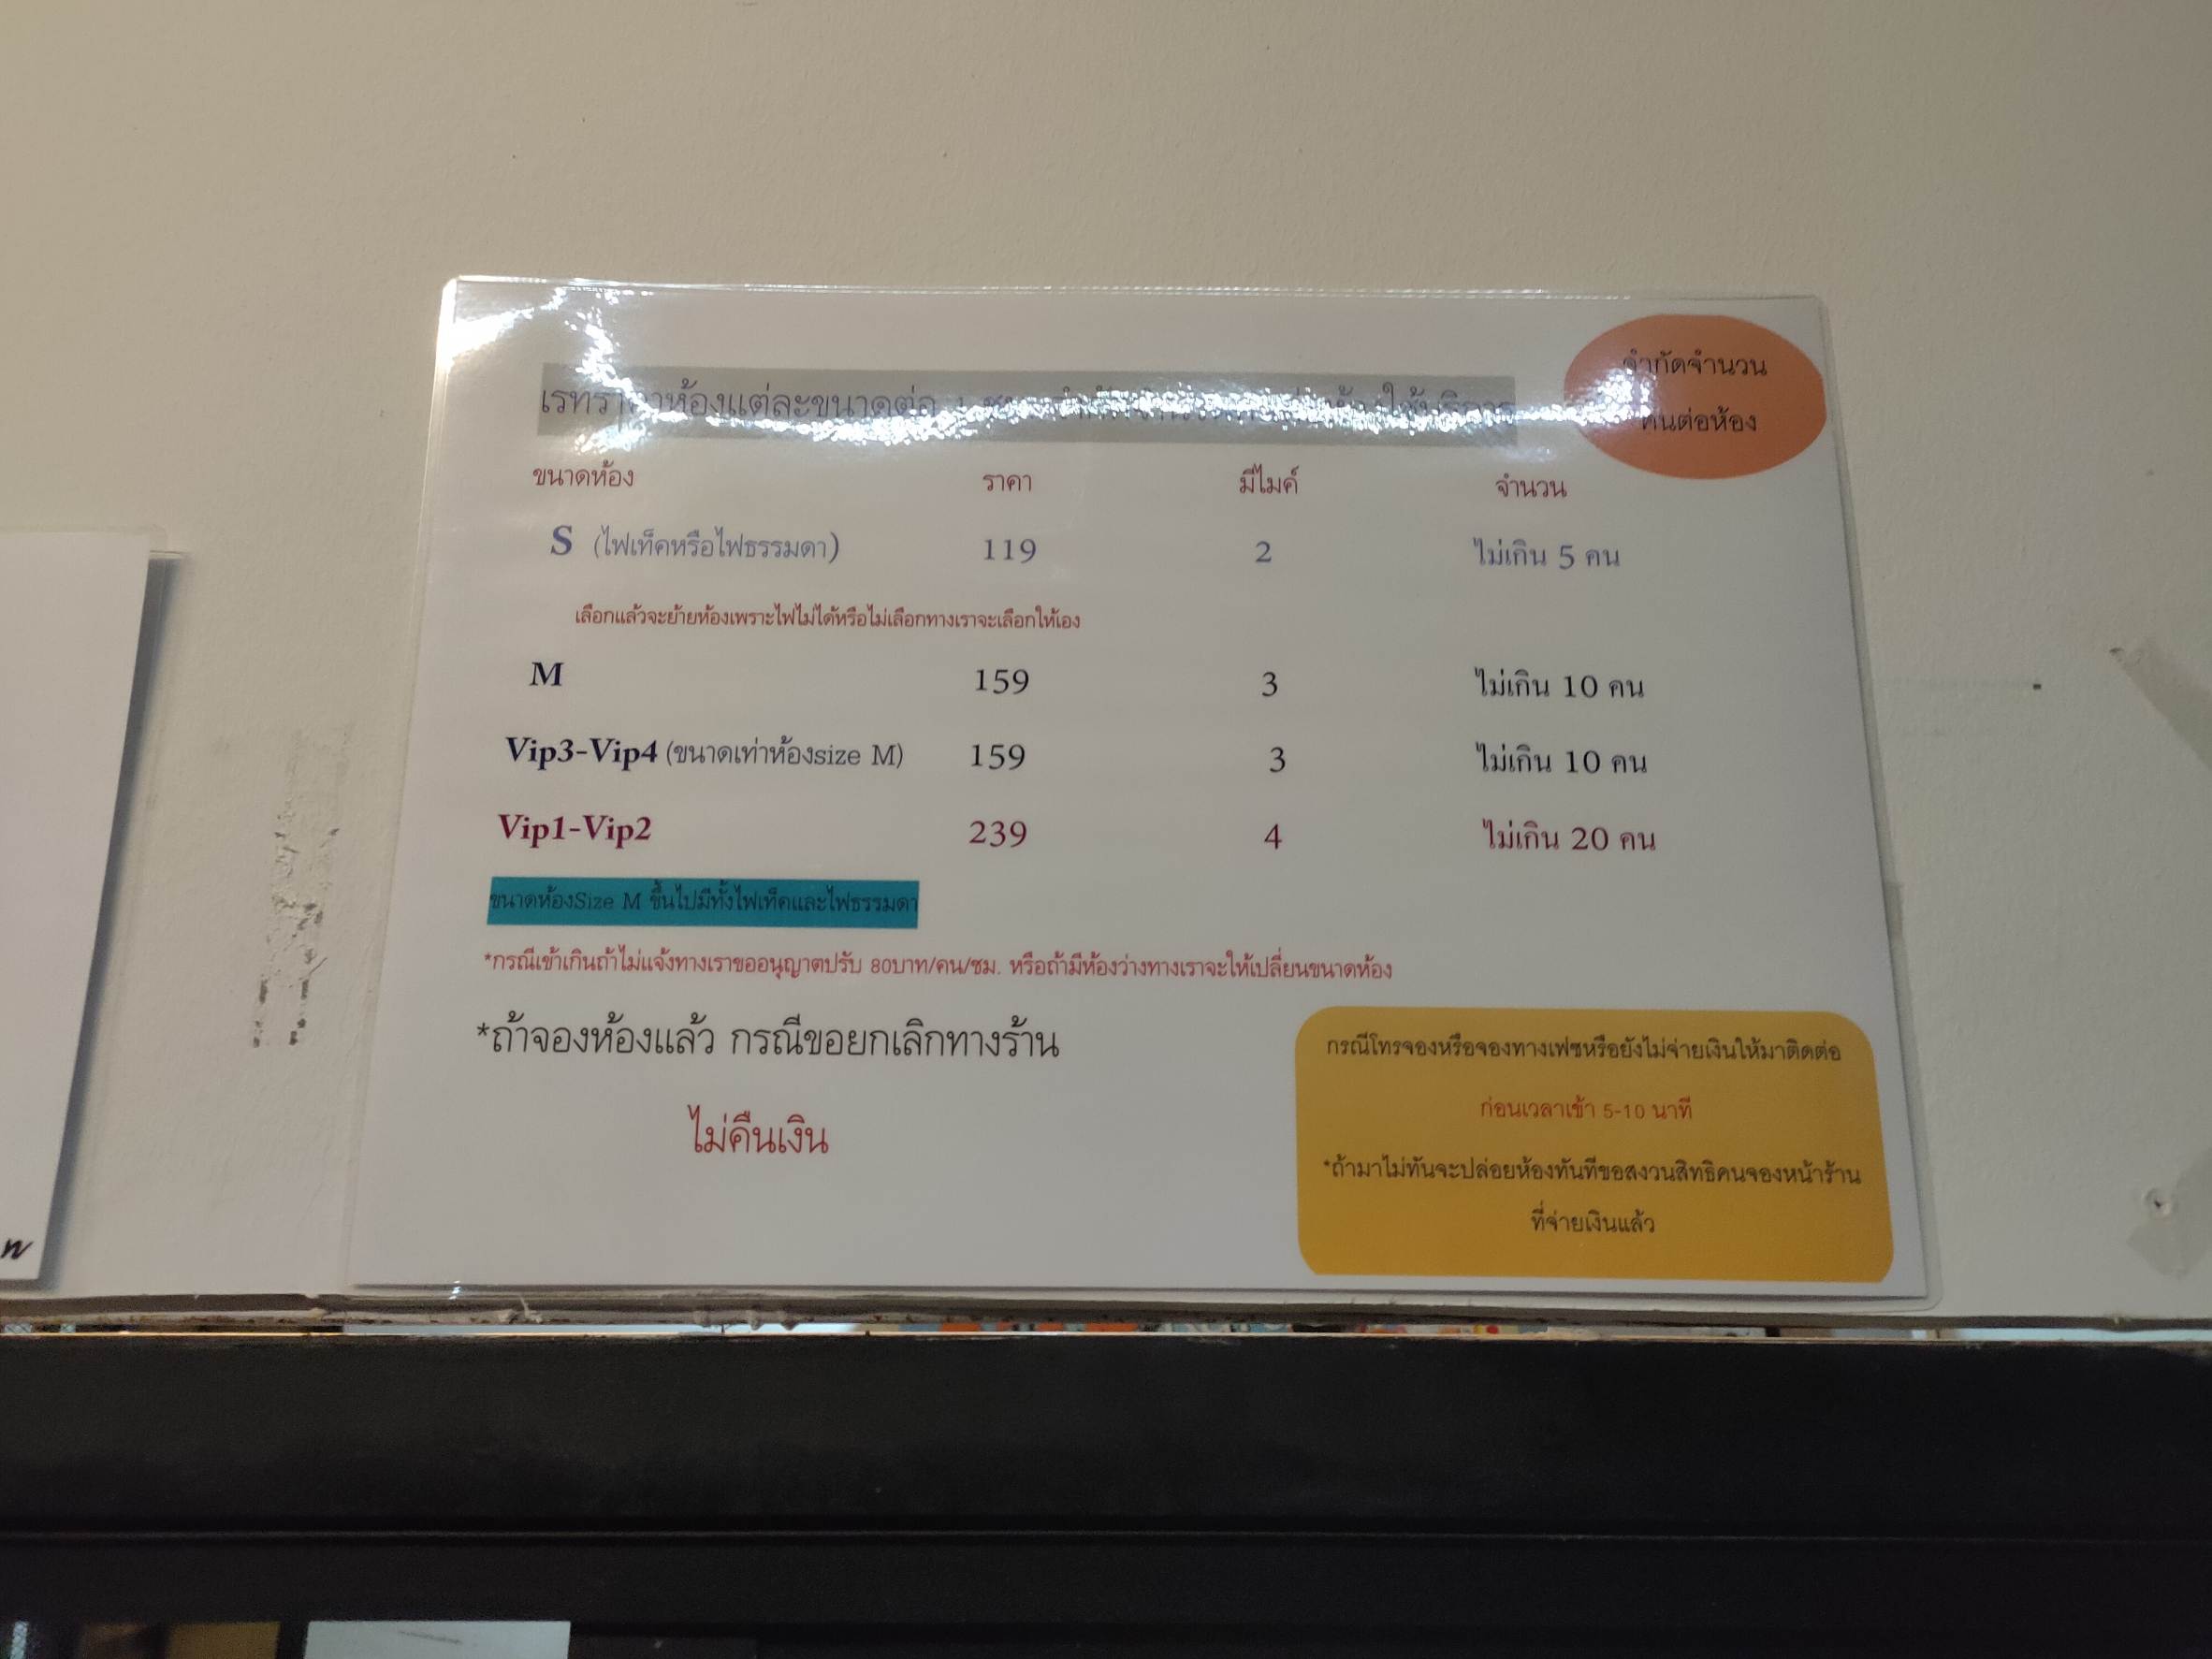 เรทราคาห้องแต่ละขนาดต่อ 1 ชม. ใช้บริการ
จำกัดจำนวน
คนต่อห้อง
ขนาดห้อง ราคา มีไมค์ จำนวน
S (ไฟเท็คหรือไฟธรรมดา) 119 2 ไม่เกิน 5 คน
เลือกแล้วจะย้ายห้องเพราะไฟไม่ได้หรือไม่เลือกทางเราจะเลือกให้เอง
M 159 3 ไม่เกิน 10 คน
Vip3-Vip4 (ขนาดเท่าห้องsize M) 159 3 ไม่เกิน 10 คน
Vip1-Vip2 239 4 ไม่เกิน 20 คน
ขนาดห้องSize M ขึ้นไปมีทั้งไฟเท็คและไฟธรรมดา
*กรณีเข้าเกินถ้าไม่แจ้งทางเราขออนุญาตปรับ 80บาท/คน/ชม. หรือถ้ามีห้องว่างทางเราจะให้เปลี่ยนขนาดห้อง
*ถ้าจองห้องแล้ว กรณีขอยกเลิกทางร้าน
ไม่คืนเงิน
กรณีโทรจองหรือจองทางเฟซหรือยังไม่จ่ายเงินให้มาติดต่อ
ก่อนเวลาเข้า 5-10 นาที
*ถ้ามาไม่ทันจะปล่อยห้องทันทีขอสงวนสิทธิคนจองหน้าร้าน
ที่จ่ายเงินแล้ว